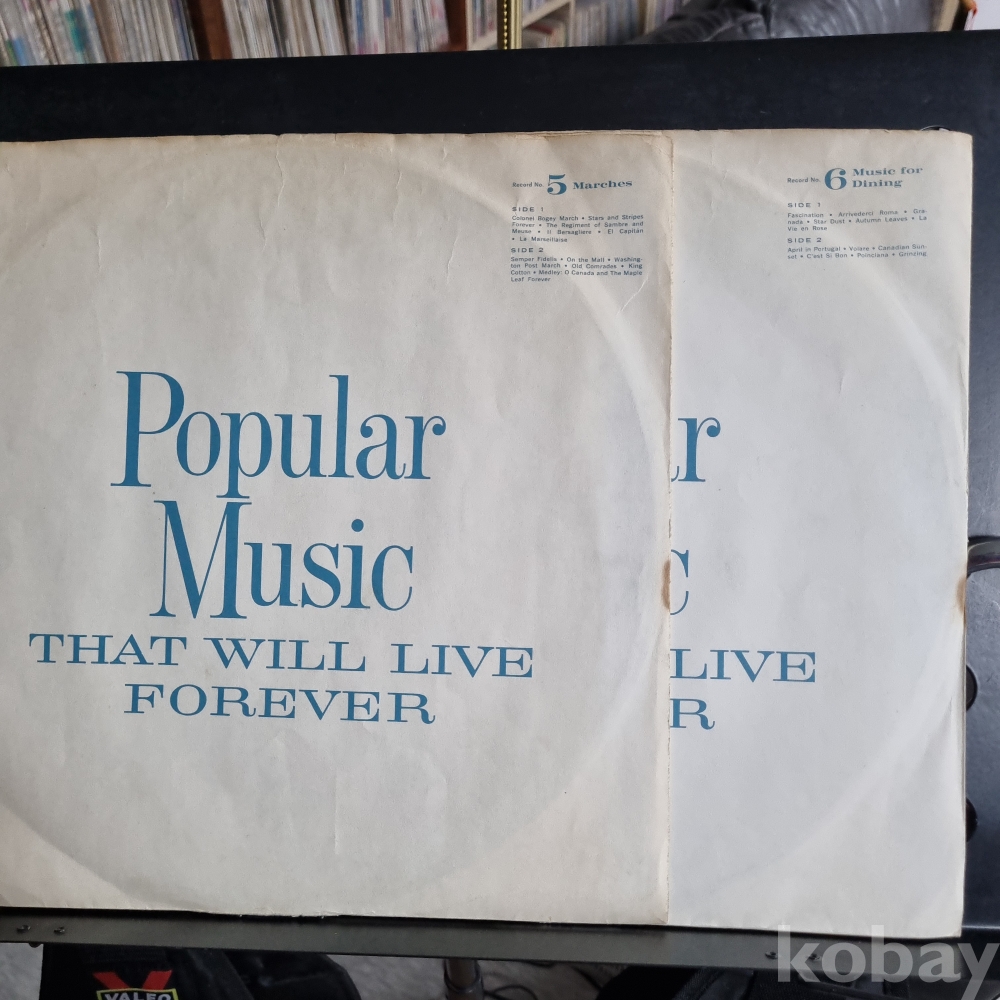 Record No. 5 Marches
SIDE 1
Colonel Bogey March • Stars and Stripes
Forever • The Regiment of Sambre and
Meuse • Il Bersagliere • El Capitan
• La Marseillaise
SIDE 2
Semper Fidelis • On the Mall • Washing-
ton Post March • Old Comrades • King
Cotton • Medley: O Canada and The Maple
Leaf Forever
Popular
Music
THAT WILL LIVE
FOREVER
Record No. 6 Music for
Dining
SIDE 1
Fascination • Arrivederci Roma • Gra-
nada • Star Dust • Autumn Leaves • La
Vie en Rose
SIDE 2
April in Portugal • Volare • Canadian Sun-
set • C'est Si Bon • Poinciana • Grinzing
ar
c
LIVE
R
VALEO
kobay